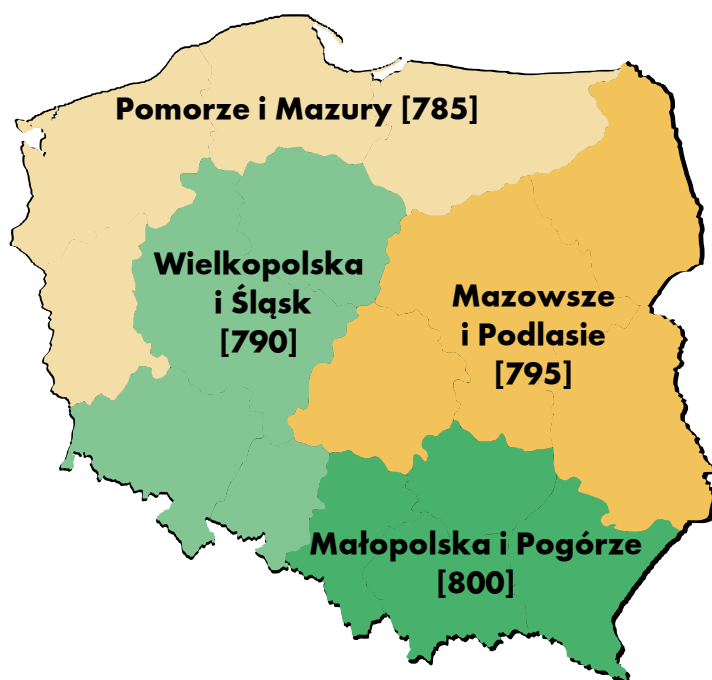 Pomorze i Mazury [785]
Wielkopolska
i Śląsk
[790]
Mazowsze
i Podlasie
[795]
Małopolska i Pogórze
[800]